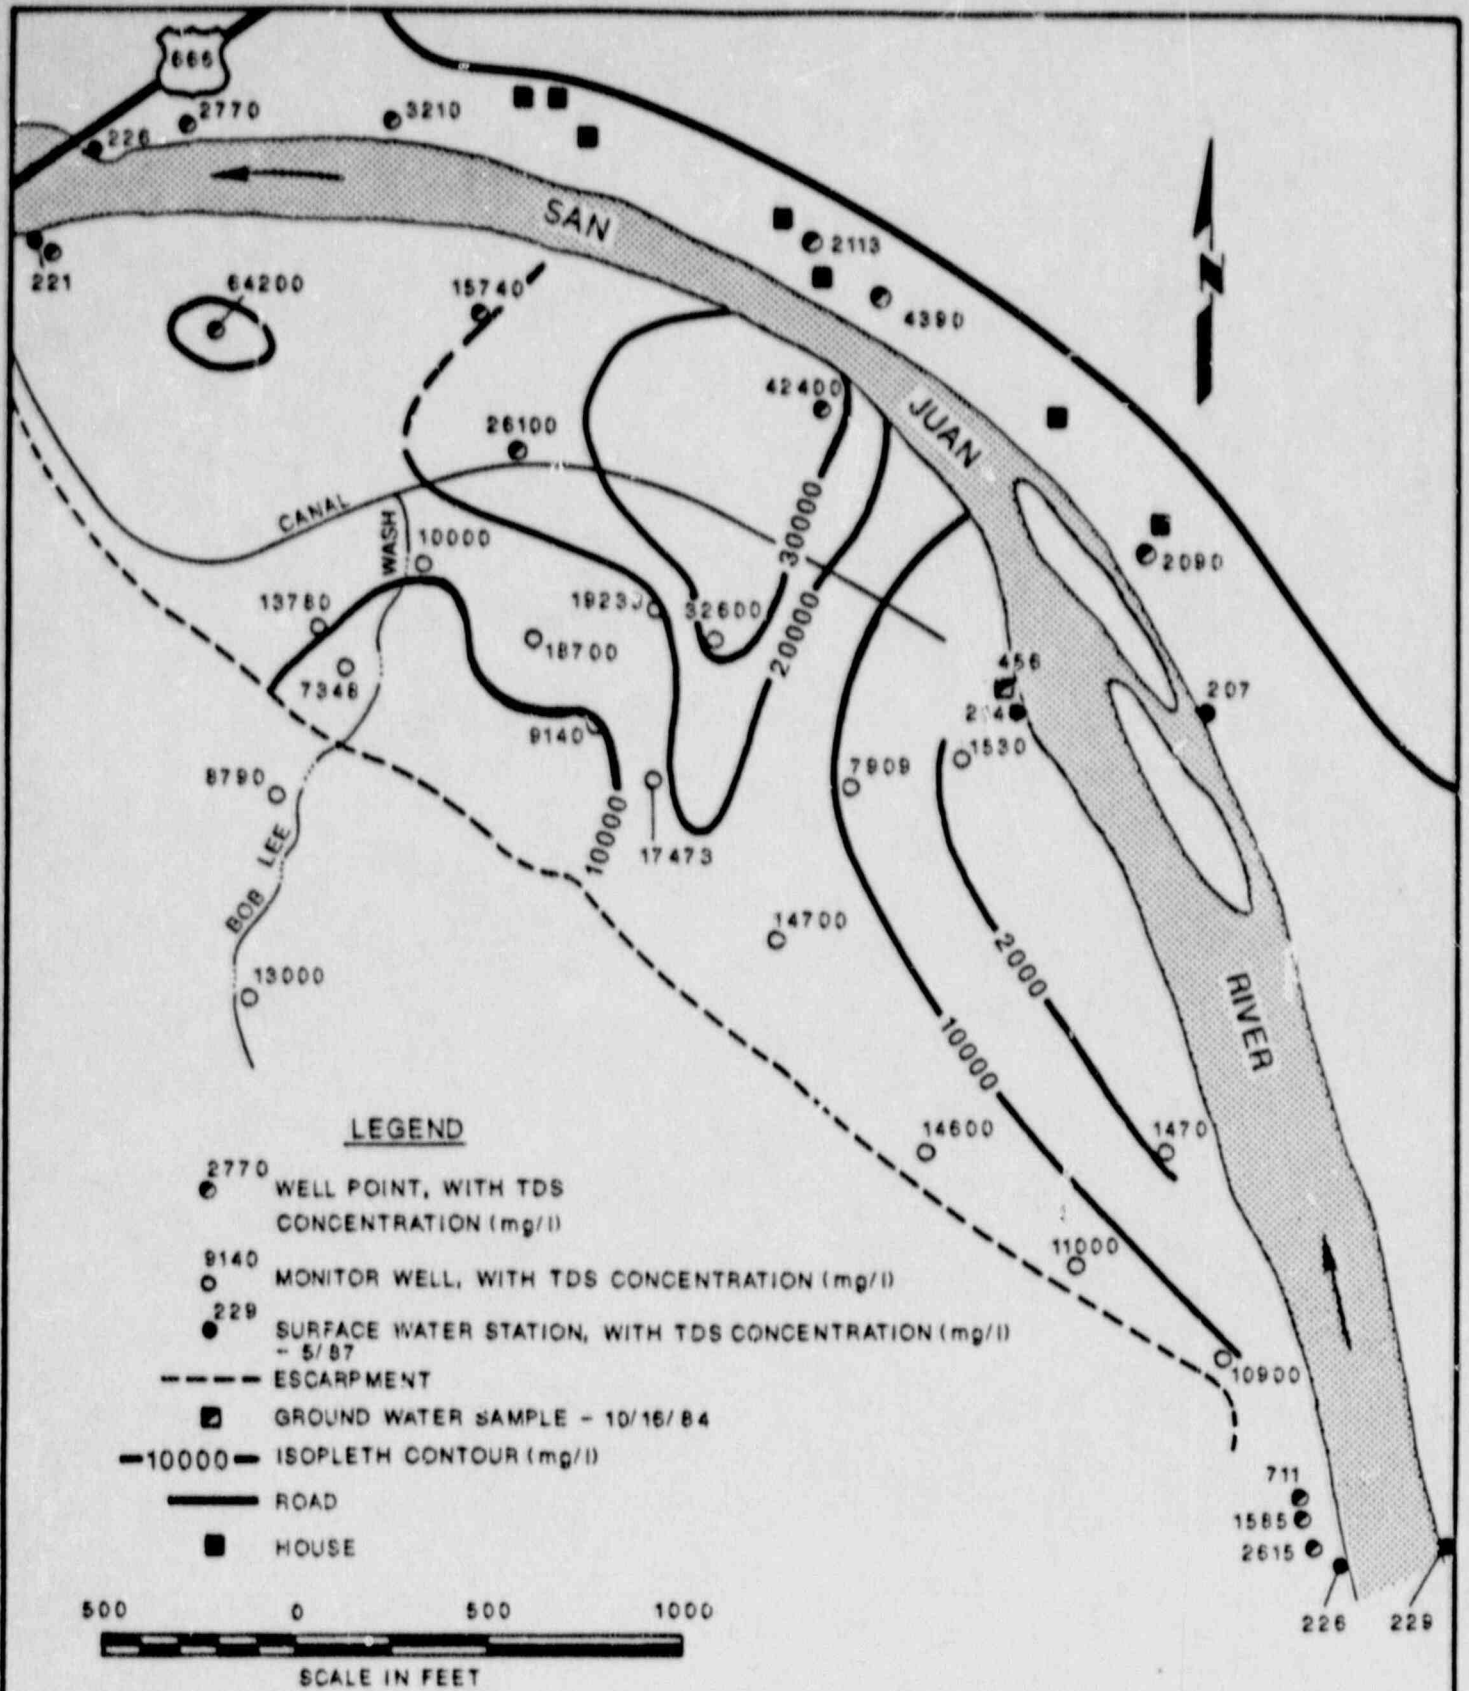 666
2770
3210
226
SAN
2113
221
64200
15740
4390
42400
JUAN
26100
CANAL
30000
WASH
10000
2090
13780
19230
32600
20000
18700
7348
456
207
9140
1530
7909
8790
10000
17473
BOB LEE
14700
2000
13000
10000
RIVER
N
14600
1470
11000
10900
711
1585
2615
226
229
LEGEND
2770
WELL POINT, WITH TDS
CONCENTRATION (mg/l)
9140
MONITOR WELL, WITH TDS CONCENTRATION (mg/l)
229
SURFACE WATER STATION, WITH TDS CONCENTRATION (mg/l)
- 5/87
ESCARPMENT
GROUND WATER SAMPLE - 10/16/84
10000 ISOPLETH CONTOUR (mg/l)
ROAD
HOUSE
500 0 500 1000
SCALE IN FEET